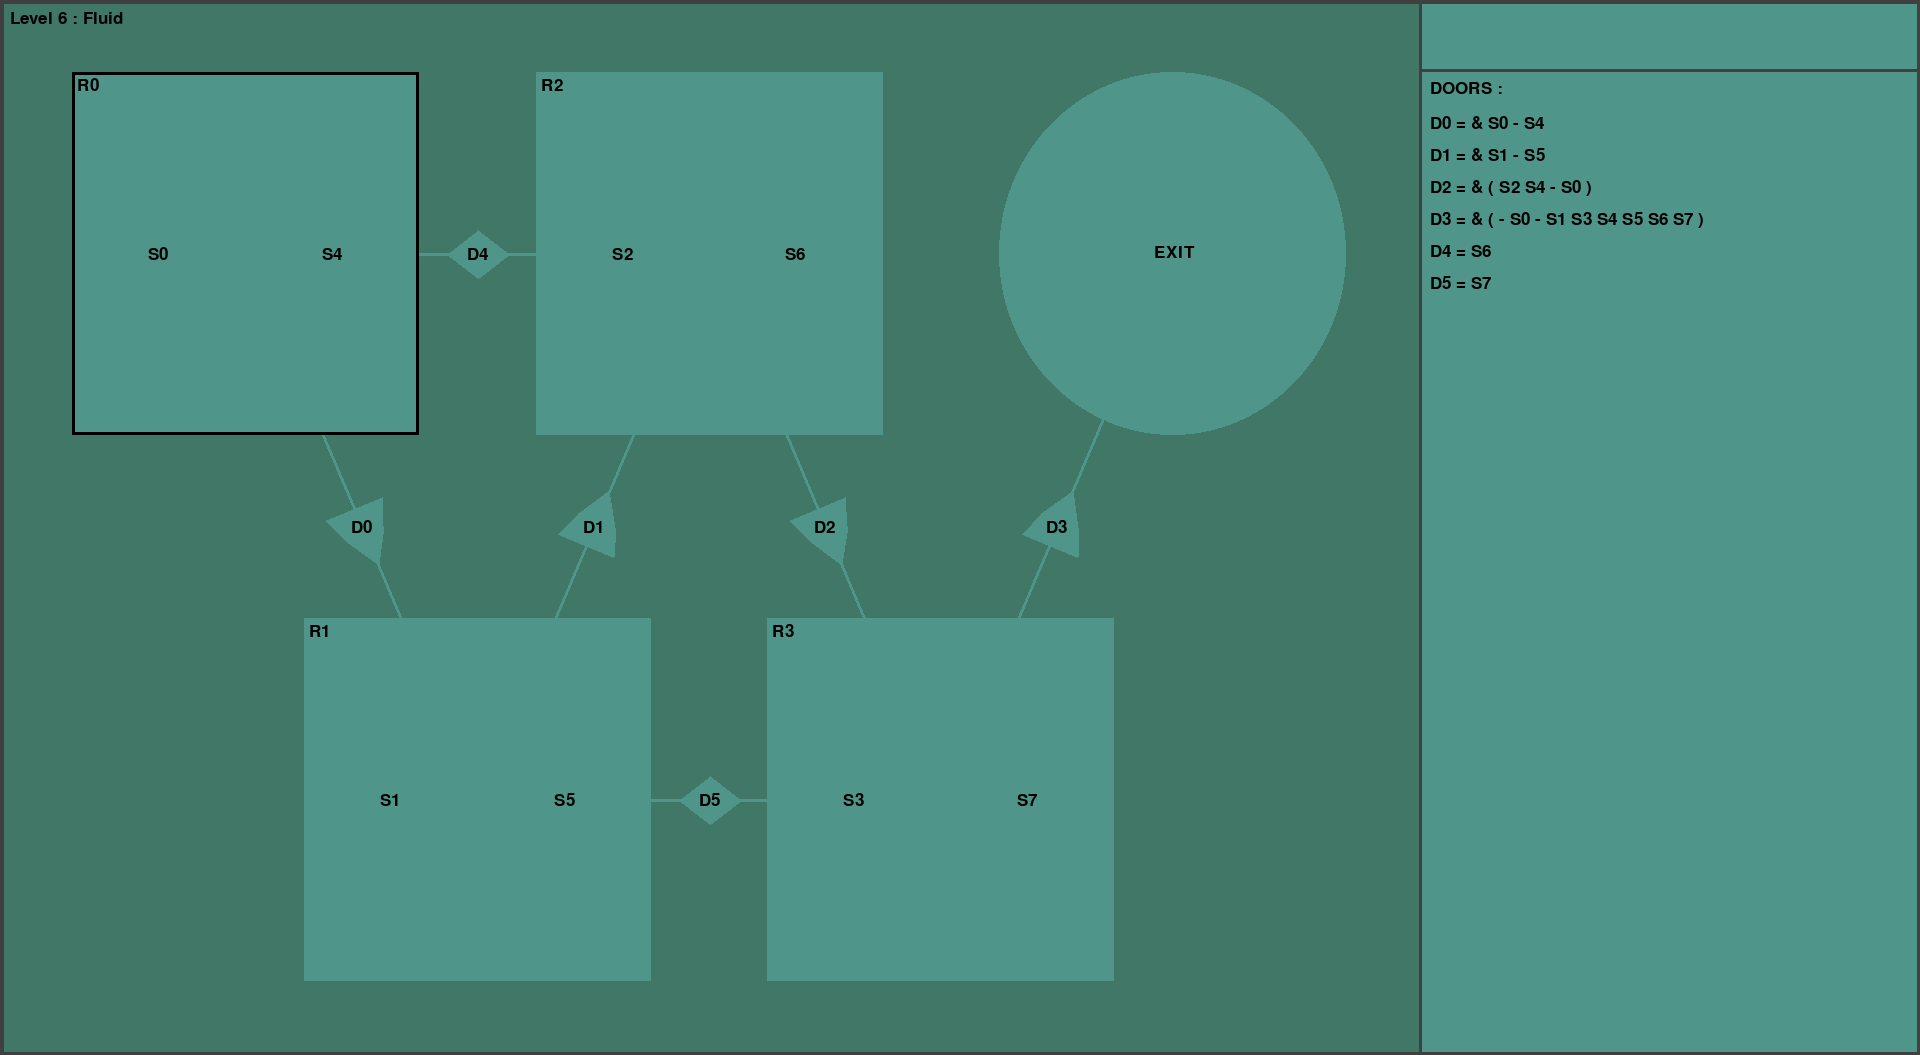 Level 6 : Fluid
R0
S0
S4
D4
R2
S2
S6
EXIT
D0
D1
D2
D3
R1
S1
S5
D5
R3
S3
S7
DOORS :
D0 = & S0 - S4
D1 = & S1 - S5
D2 = & ( S2 S4 - S0 )
D3 = & ( - S0 - S1 S3 S4 S5 S6 S7 )
D4 = S6
D5 = S7